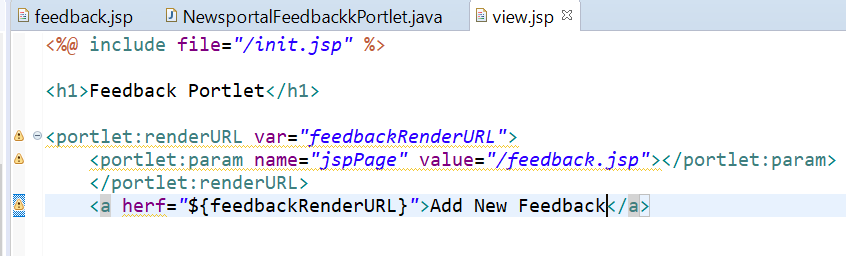 feedback.jsp NewsportalFeedbackkPortlet.java view.jsp
<%@ include file="/init.jsp" %>
<h1>Feedback Portlet</h1>
<portlet:renderURL var="feedbackRenderURL">
<portlet:param name="jspPage" value="/feedback.jsp"></portlet:param>
</portlet:renderURL>
<a herf="${feedbackRenderURL}">Add New Feedback</a>